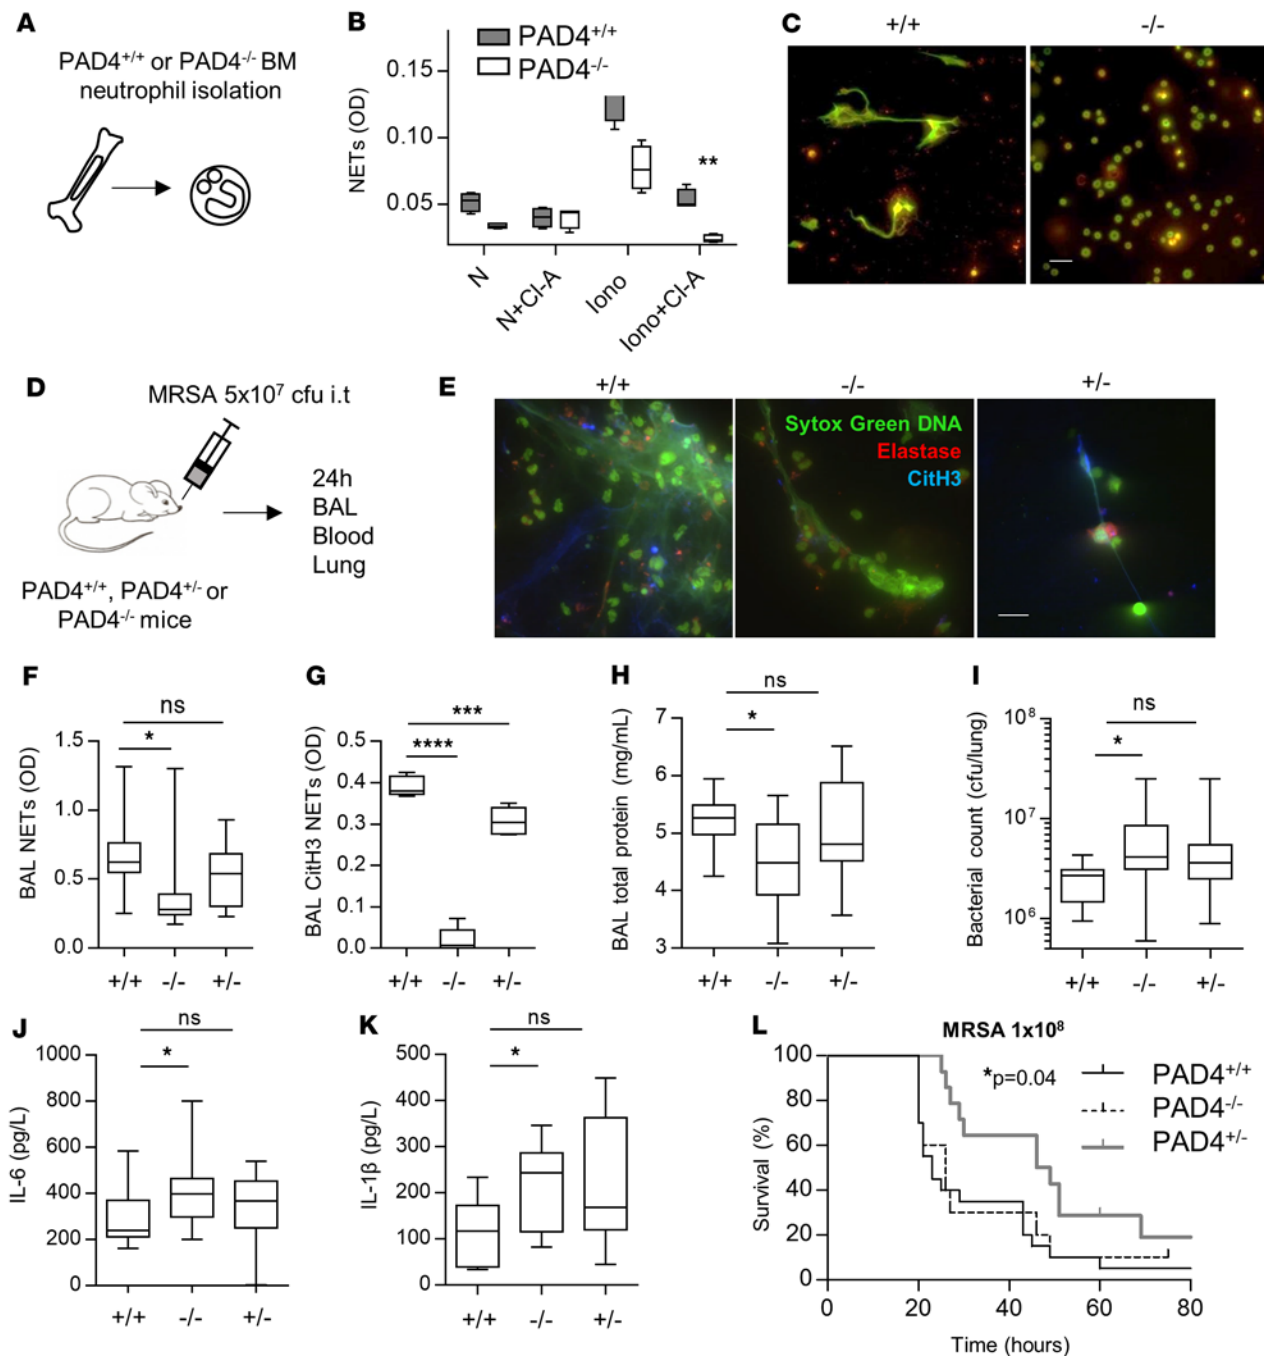 A
PAD4+/+ or PAD4-/- BM
neutrophil isolation
B
PAD4+/+
PAD4-/-
NETs (OD)
0.15
0.10
0.05
**
N
N+Cl-A
Iono
Iono+Cl-A
C
+/+
-/-
D
MRSA 5x10⁷ cfu i.t
24h
BAL
Blood
Lung
PAD4+/+, PAD4+/- or
PAD4-/- mice
E
+/+
-/-
+/-
Sytox Green DNA
Elastase
CitH3
F
ns
*
BAL NETs (OD)
1.5
1.0
0.5
0.0
+/+
-/-
+/-
G
***
****
BAL CitH3 NETs (OD)
0.5
0.4
0.3
0.2
0.1
0.0
+/+
-/-
+/-
H
ns
*
BAL total protein (mg/mL)
7
6
5
4
3
+/+
-/-
+/-
I
ns
*
Bacterial count (cfu/lung)
10⁸
10⁷
10⁶
+/+
-/-
+/-
J
ns
*
IL-6 (pg/L)
1000
800
600
400
200
0
+/+
-/-
+/-
K
ns
*
IL-1β (pg/L)
500
400
300
200
100
0
+/+
-/-
+/-
L
MRSA 1x10⁸
*p=0.04
PAD4+/+
PAD4-/-
PAD4+/-
Survival (%)
100
80
60
40
20
0
0
20
40
60
80
Time (hours)